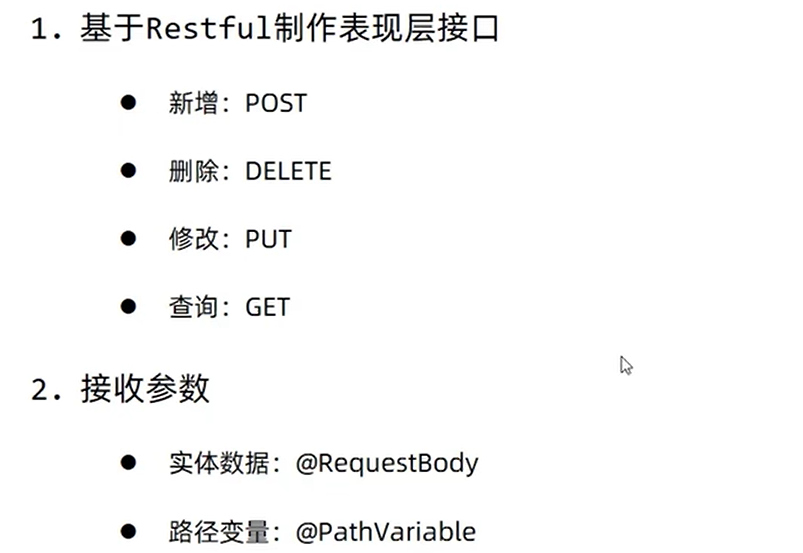 1. 基于Restful制作表现层接口
● 新增：POST
● 删除：DELETE
● 修改：PUT
● 查询：GET
2. 接收参数
● 实体数据：@RequestBody
● 路径变量：@PathVariable